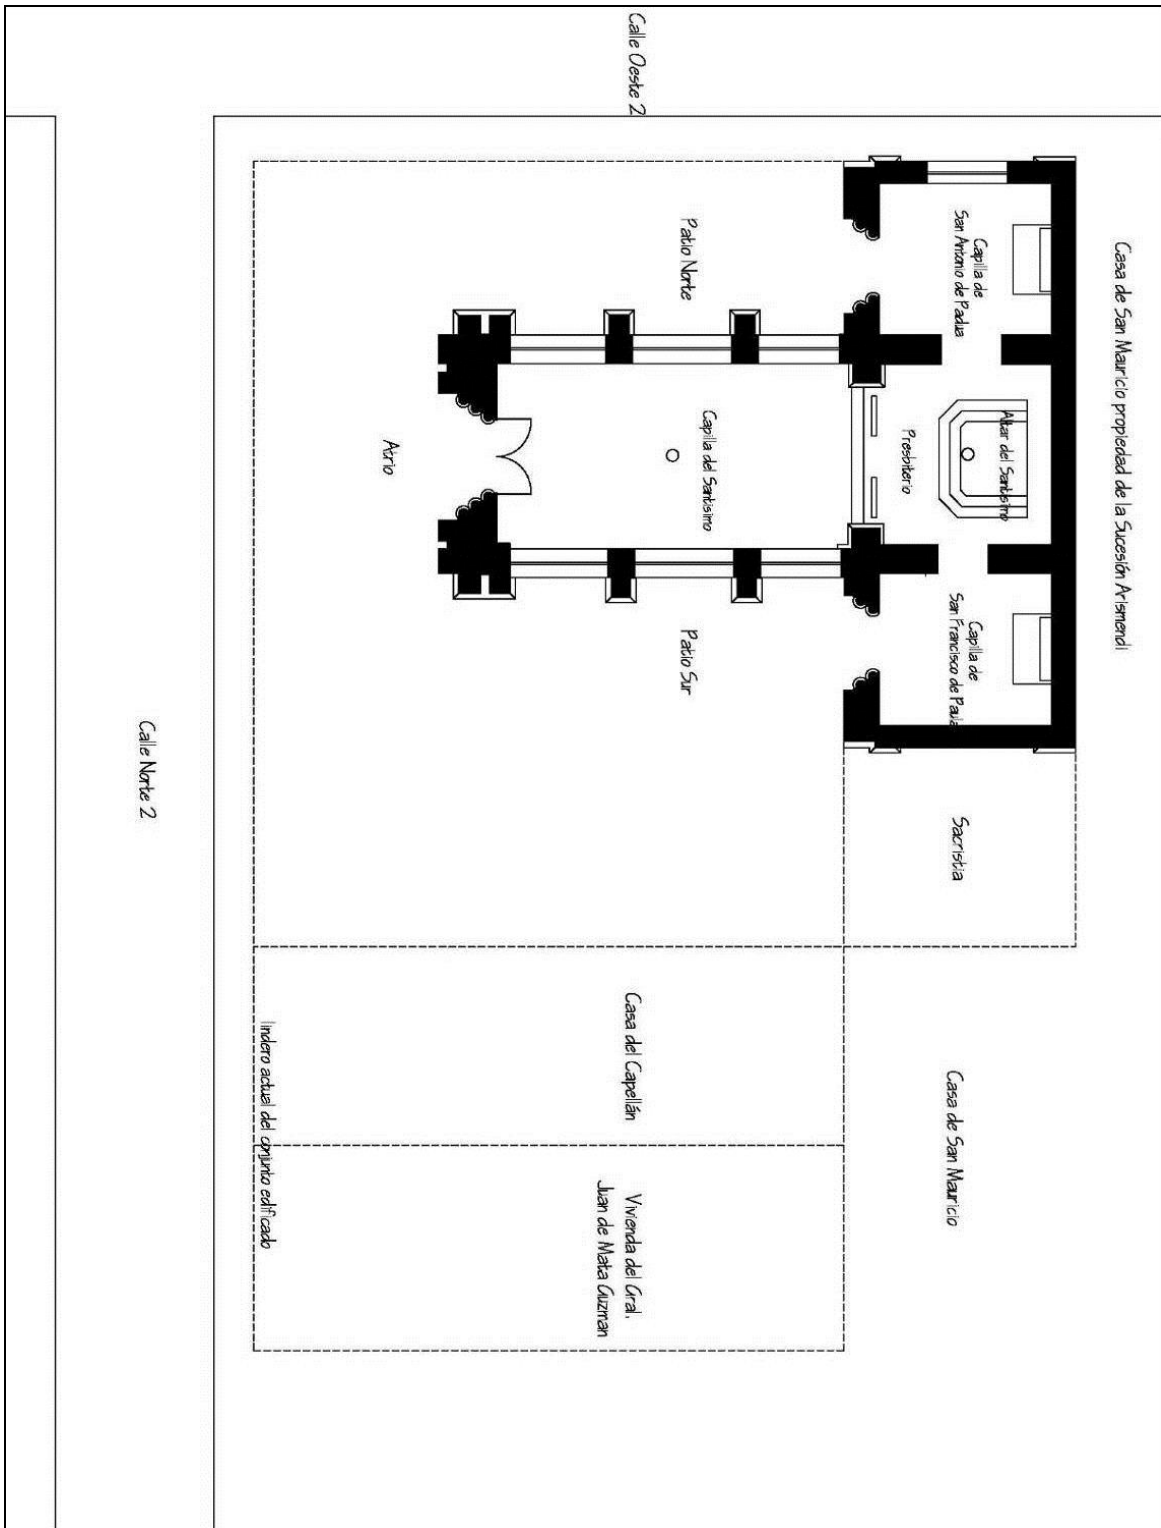 Calle Oeste 2
Casa de San Mauricio propiedad de la Sucesión Arismendi
Capilla de
San Antonio de Padua
Patio Norte
Altar del Santísimo
Presbiterio
Capilla del Santísimo
Atrio
Capilla de
San Francisco de Paula
Patio Sur
Sacristia
Calle Norte 2
Casa de San Mauricio
Casa del Capellán
lindero actual del conjunto edificado
Vivienda del Gral.
Juan de Mata Guzman